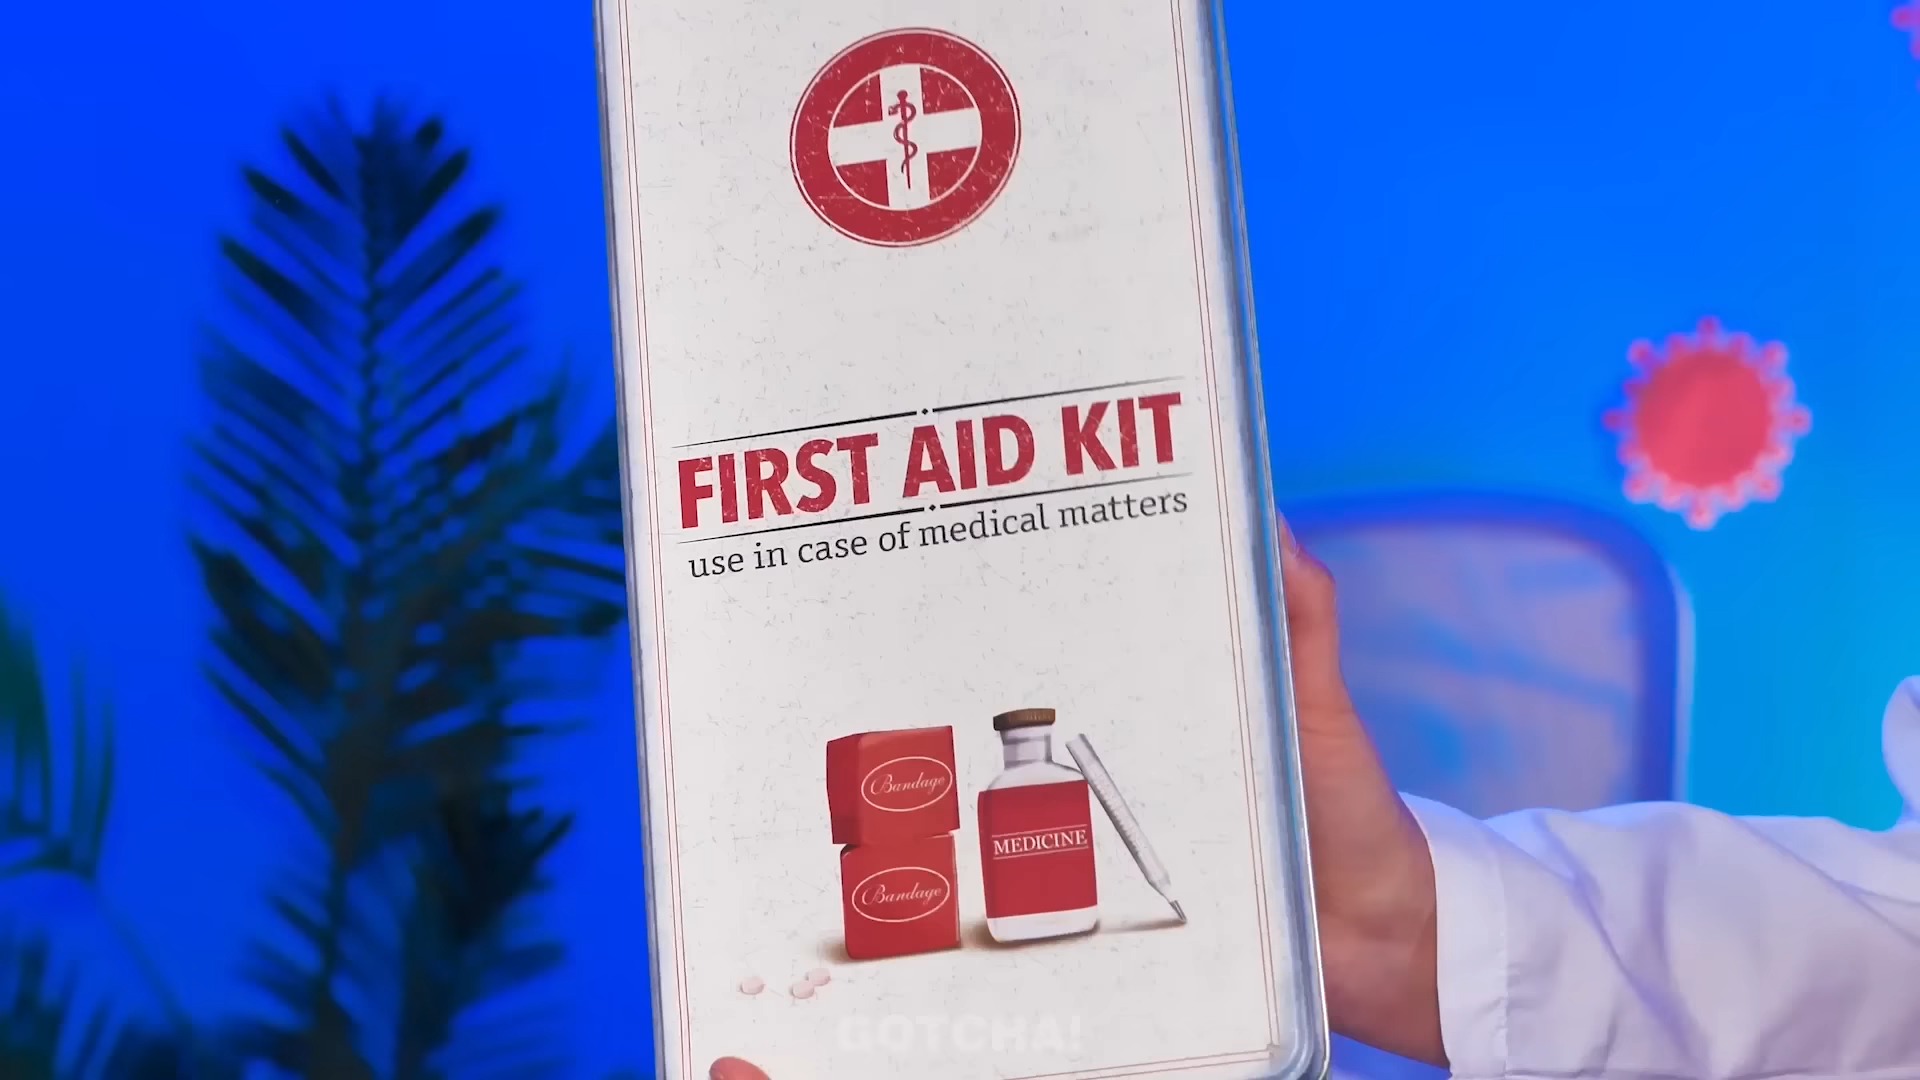 FIRST AID KIT
use in case of medical matters
Bandage
MEDICINE
Bandage
GOTCHA!